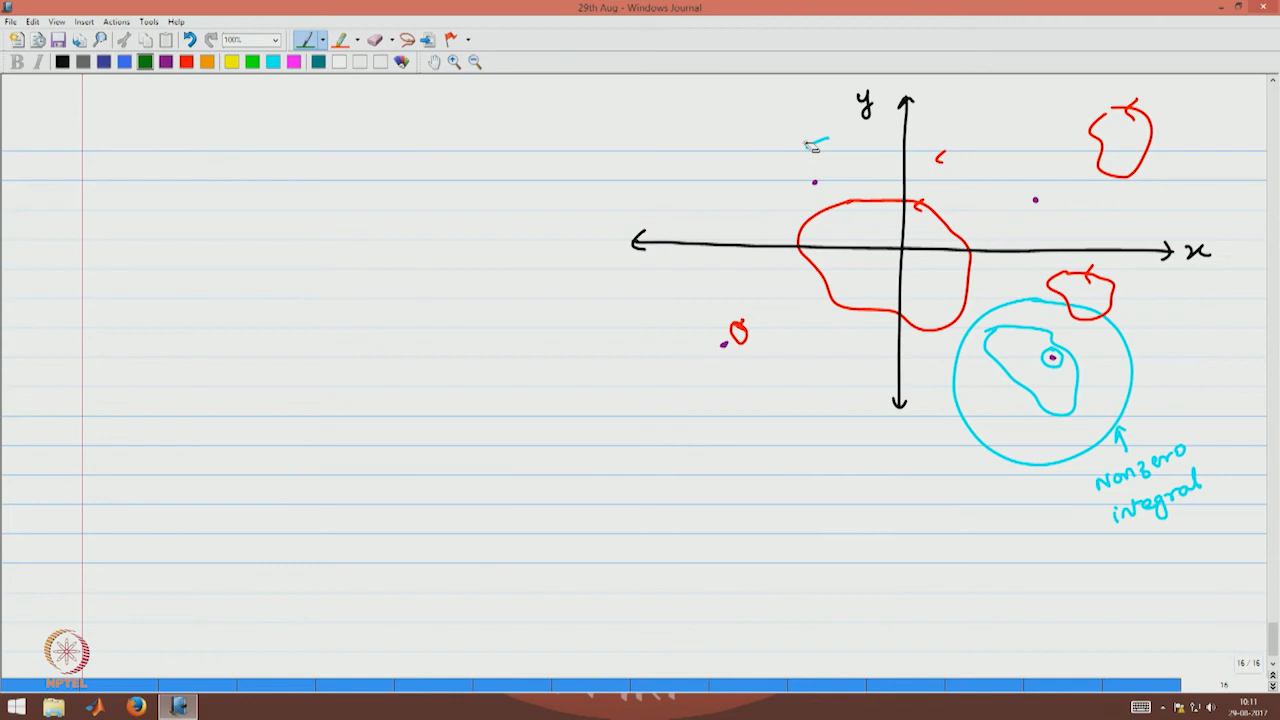 29th Aug - Windows Journal
File Edit View Insert Actions Tools Help
100%
B I
y
x
Nonzero
integral
NPTEL
16 / 16
16
10:11
29-08-2017